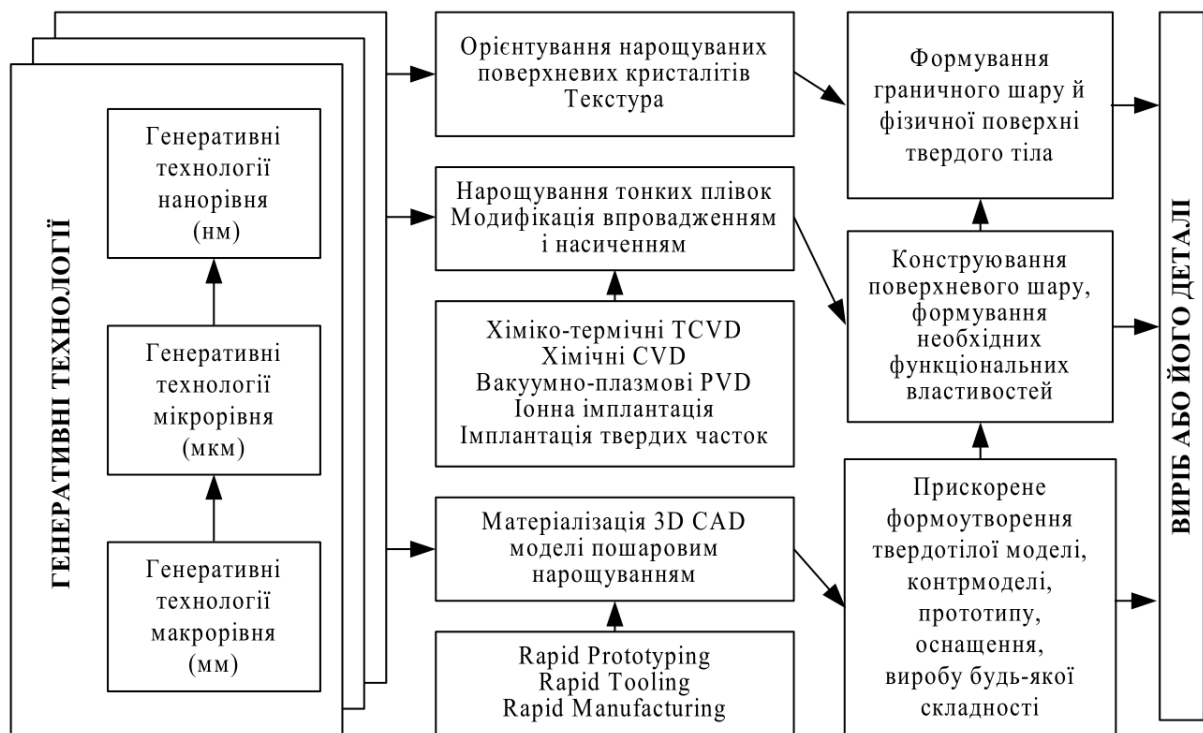 ГЕНЕРАТИВНІ ТЕХНОЛОГІЇ
Генеративні
технології
нанорівня
(нм)
Генеративні
технології
мікрорівня
(мкм)
Генеративні
технології
макрорівня
(мм)
Орієнтування нарощуваних
поверхневих кристалітів
Текстура
Нарощування тонких плівок
Модифікація впровадженням
і насиченням
Хіміко-термічні TCVD
Хімічні CVD
Вакуумно-плазмові PVD
Іонна імплантація
Імплантація твердих часток
Матеріалізація 3D CAD
моделі пошаровим
нарощуванням
Rapid Prototyping
Rapid Tooling
Rapid Manufacturing
Формування
граничного шару й
фізичної поверхні
твердого тіла
Конструювання
поверхневого шару,
формування
необхідних
функціональних
властивостей
Прискорене
формоутворення
твердотілої моделі,
контрмоделі,
прототипу,
оснащення,
виробу будь-якої
складності
ВИРІБ АБО ЙОГО ДЕТАЛІ